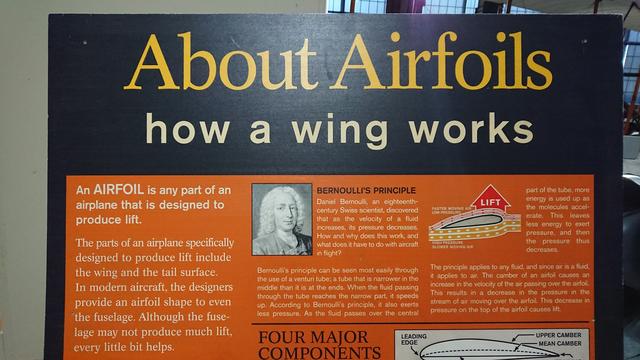 About Airfoils
how a wing works
An AIRFOIL is any part of an
airplane that is designed to
produce lift.
The parts of an airplane specifically
designed to produce lift include
the wing and the tail surface.
In modern aircraft, the designers
provide an airfoil shape to even
the fuselage. Although the fuse-
lage may not produce much lift,
every little bit helps.
BERNOULLI'S PRINCIPLE
Daniel Bernoulli, an eighteenth-
century Swiss scientist, discovered
that as the velocity of a fluid
increases, its pressure decreases.
How and why does this work, and
what does it have to do with aircraft
in flight?
Bernoulli's principle can be seen most easily through
the use of a venturi tube; a tube that is narrower in the
middle than it is at the ends. When the fluid passing
through the tube reaches the narrow part, it speeds
up. According to Bernoulli's principle, it also exerts
less pressure. As the fluid passes over the central
LIFT
FASTER MOVING AIR
LOW PRESSURE
HIGH PRESSURE
SLOWER MOVING AIR
part of the tube, more
energy is used up as
the molecules accel-
erate. This leaves
less energy to exert
pressure, and then
the pressure thus
decreases.
The principle applies to any fluid, and since air is a fluid,
it applies to air. The camber of an airfoil causes an
increase in the velocity of the air passing over the airfoil.
This results in a decrease in the pressure in the
stream of air moving over the airfoil. This decrease in
pressure on the top of the airfoil causes lift.
FOUR MAJOR
COMPONENTS
LEADING
EDGE
UPPER CAMBER
MEAN CAMBER